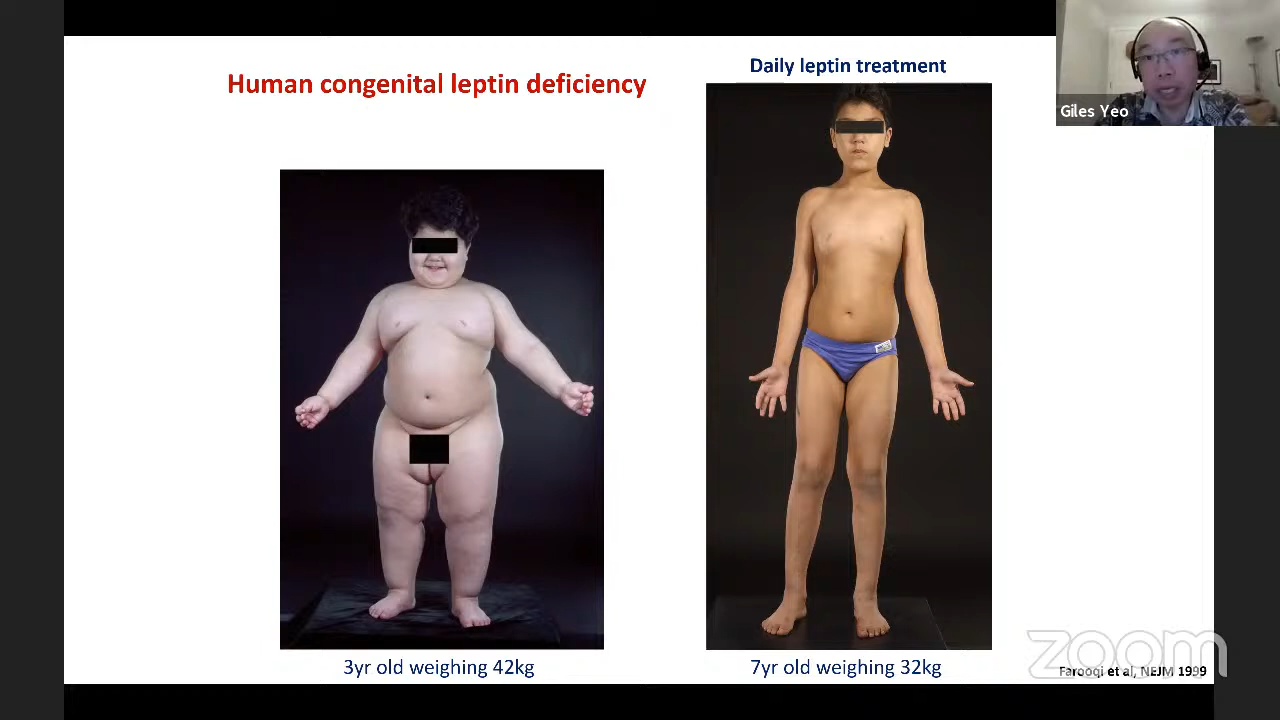 Human congenital leptin deficiency
Daily leptin treatment
Giles Yeo
3yr old weighing 42kg
7yr old weighing 32kg
zoom
Farooqi et al, NEJM 1999